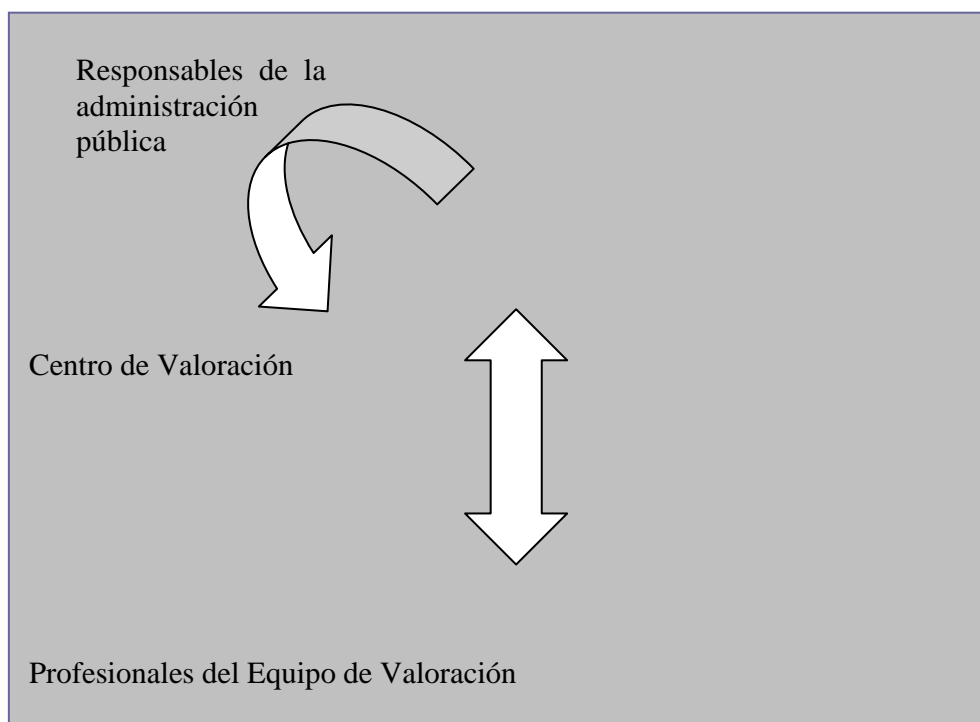 Responsables de la
administración
pública
Centro de Valoración
Profesionales del Equipo de Valoración